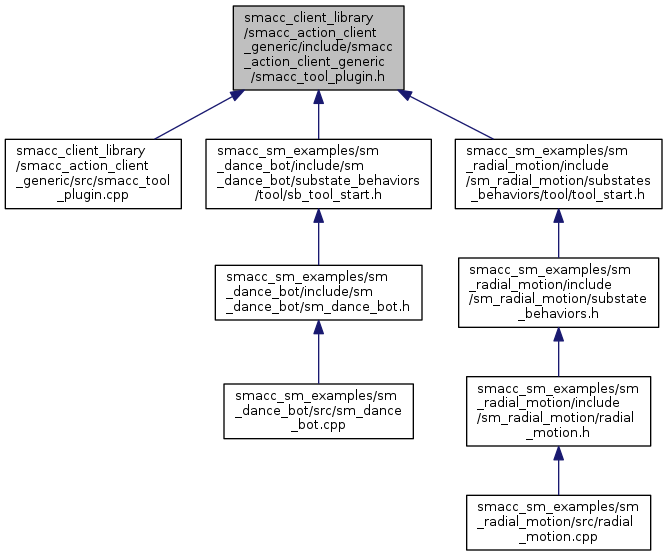 smacc_client_library
/smacc_action_client
_generic/include/smacc
_action_client_generic
/smacc_tool_plugin.h
smacc_client_library
/smacc_action_client
_generic/src/smacc_tool
_plugin.cpp
smacc_sm_examples/sm
_dance_bot/include/sm
_dance_bot/substate_behaviors
/tool/sb_tool_start.h
smacc_sm_examples/sm
_radial_motion/include
/sm_radial_motion/substates
_behaviors/tool/tool_start.h
smacc_sm_examples/sm
_dance_bot/include/sm
_dance_bot/sm_dance_bot.h
smacc_sm_examples/sm
_radial_motion/include
/sm_radial_motion/substate
_behaviors.h
smacc_sm_examples/sm
_dance_bot/src/sm_dance
_bot.cpp
smacc_sm_examples/sm
_radial_motion/include
/sm_radial_motion/radial
_motion.h
smacc_sm_examples/sm
_radial_motion/src/radial
_motion.cpp